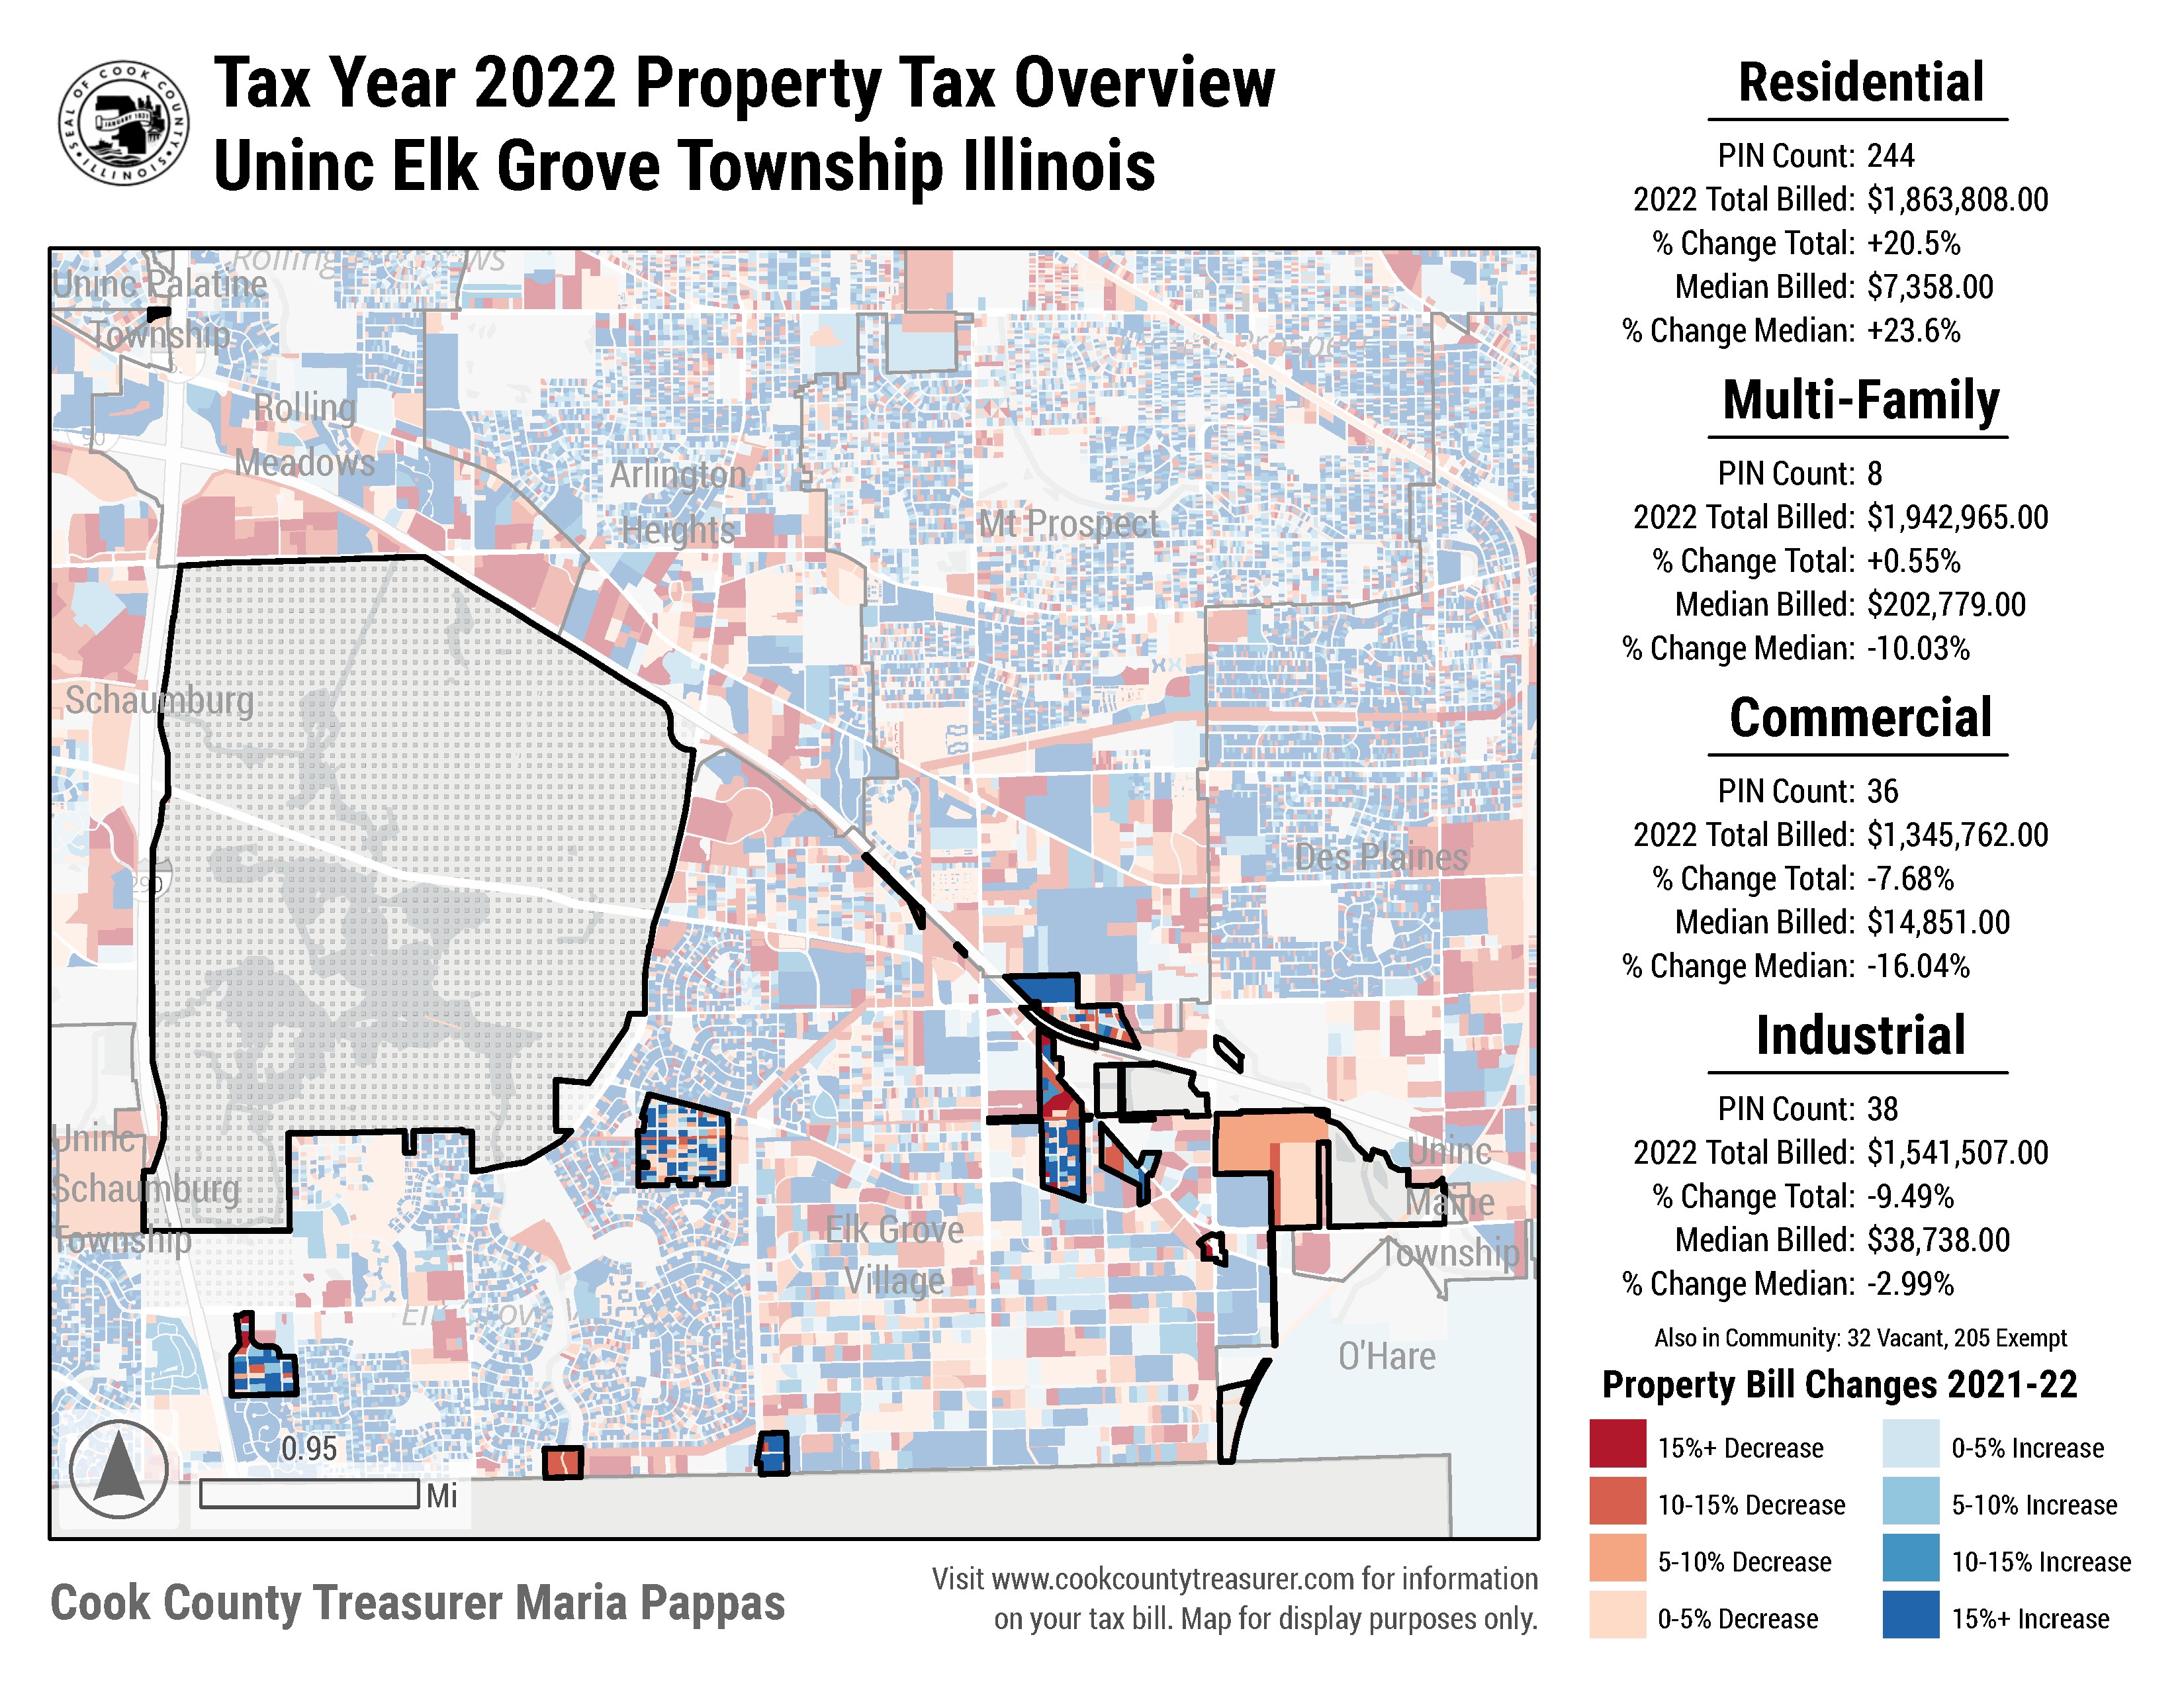 SEAL OF COOK COUNTY
ILLINOIS
JANUARY 1831
Tax Year 2022 Property Tax Overview
Uninc Elk Grove Township Illinois
Uninc Palatine
Township
Rolling
Meadows
Arlington
Heights
Mt Prospect
Schaumburg
Des Plaines
290
90
Uninc
Schaumburg
Township
Elk Grove
Village
Uninc
Maine
Township
O'Hare
0.95
Mi
Cook County Treasurer Maria Pappas
Visit www.cookcountytreasurer.com for information
on your tax bill. Map for display purposes only.
Residential
PIN Count: 244
2022 Total Billed: $1,863,808.00
% Change Total: +20.5%
Median Billed: $7,358.00
% Change Median: +23.6%
Multi-Family
PIN Count: 8
2022 Total Billed: $1,942,965.00
% Change Total: +0.55%
Median Billed: $202,779.00
% Change Median: -10.03%
Commercial
PIN Count: 36
2022 Total Billed: $1,345,762.00
% Change Total: -7.68%
Median Billed: $14,851.00
% Change Median: -16.04%
Industrial
PIN Count: 38
2022 Total Billed: $1,541,507.00
% Change Total: -9.49%
Median Billed: $38,738.00
% Change Median: -2.99%
Also in Community: 32 Vacant, 205 Exempt
Property Bill Changes 2021-22
15%+ Decrease
0-5% Increase
10-15% Decrease
5-10% Increase
5-10% Decrease
10-15% Increase
0-5% Decrease
15%+ Increase